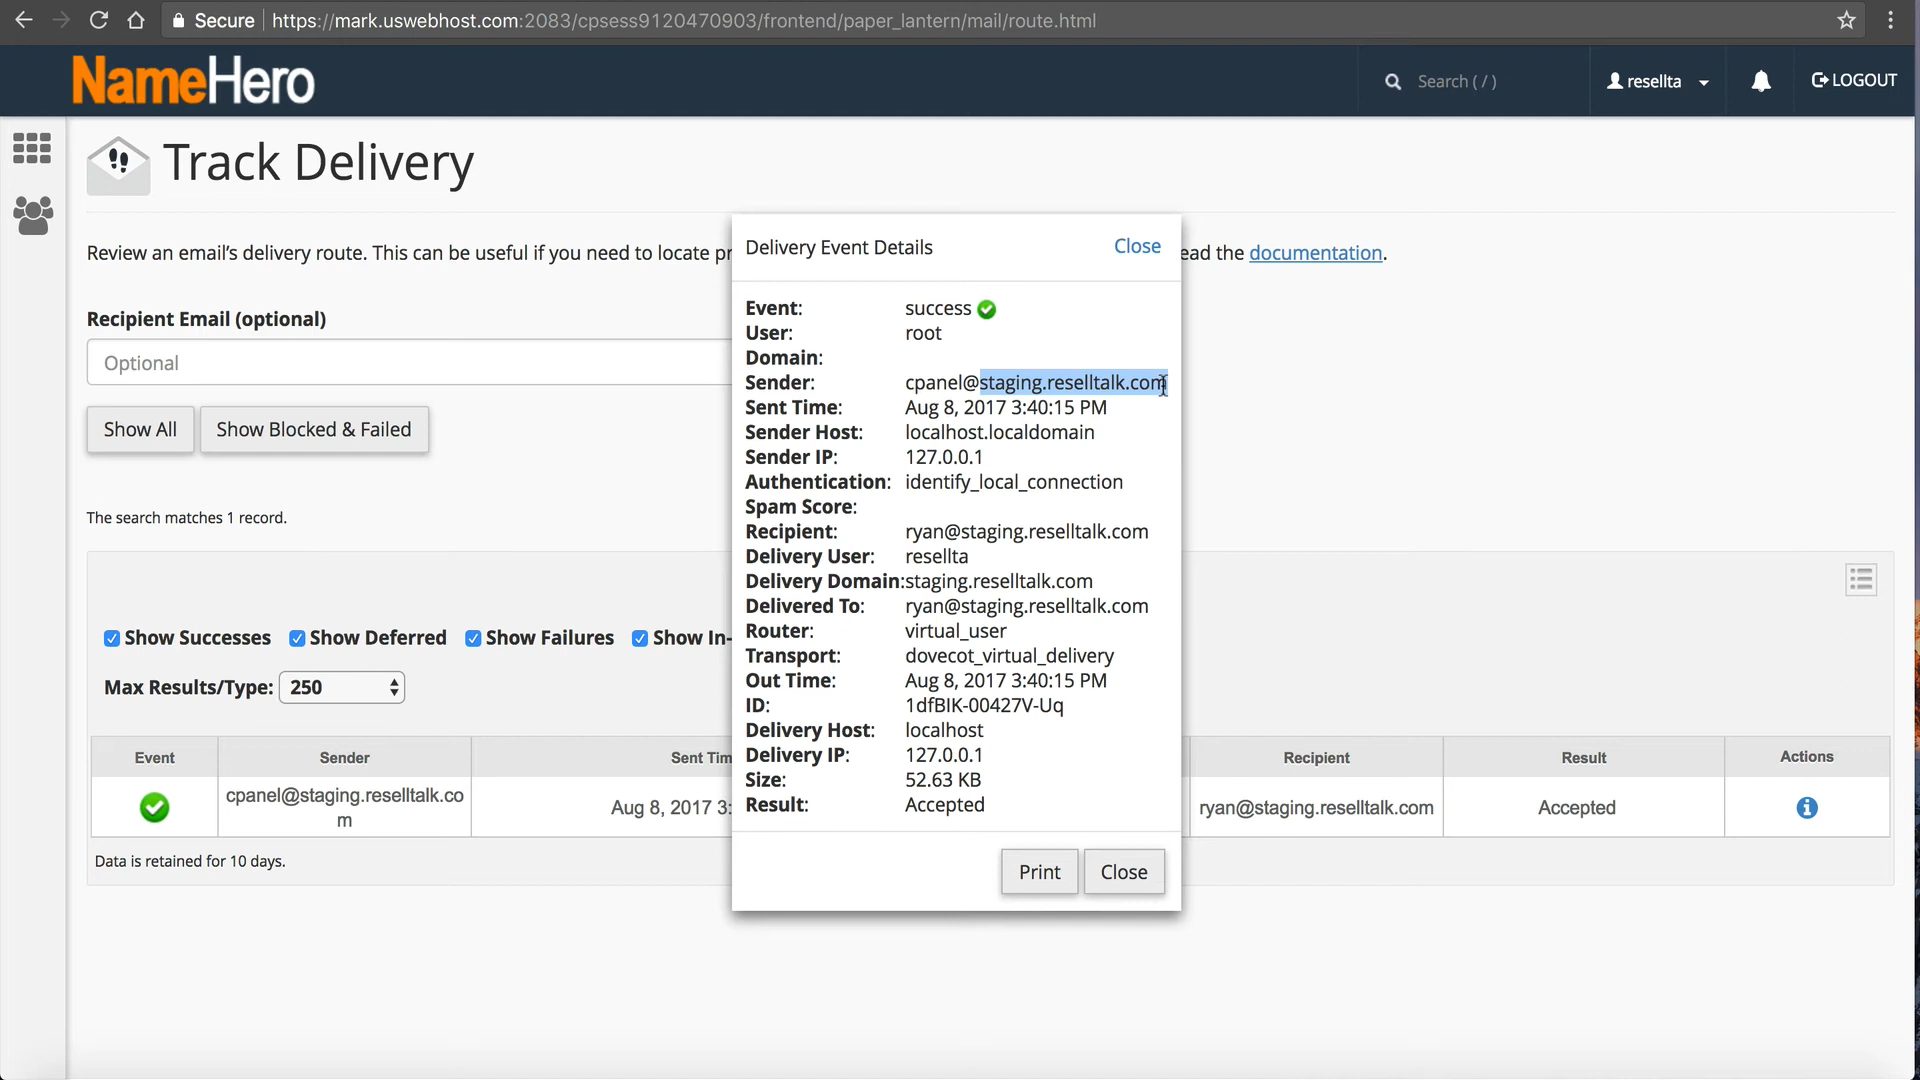 Secure https://mark.uswebhost.com:2083/cpsess9120470903/frontend/paper_lantern/mail/route.html
NameHero
Search ( / )
resellta
LOGOUT
Track Delivery
Review an email's delivery route. This can be useful if you need to locate pr
ead the documentation.
Recipient Email (optional)
Optional
Show All
Show Blocked & Failed
The search matches 1 record.
Show Successes Show Deferred Show Failures Show In-
Max Results/Type: 250
Event Sender Sent Tim Recipient Result Actions
cpanel@staging.reselltalk.co
m
Aug 8, 2017 3:
ryan@staging.reselltalk.com
Accepted
Data is retained for 10 days.
Delivery Event Details Close
Event: success
User: root
Domain:
Sender: cpanel@staging.reselltalk.com
Sent Time: Aug 8, 2017 3:40:15 PM
Sender Host: localhost.localdomain
Sender IP: 127.0.0.1
Authentication: identify_local_connection
Spam Score:
Recipient: ryan@staging.reselltalk.com
Delivery User: resellta
Delivery Domain: staging.reselltalk.com
Delivered To: ryan@staging.reselltalk.com
Router: virtual_user
Transport: dovecot_virtual_delivery
Out Time: Aug 8, 2017 3:40:15 PM
ID: 1dfBIK-00427V-Uq
Delivery Host: localhost
Delivery IP: 127.0.0.1
Size: 52.63 KB
Result: Accepted
Print Close